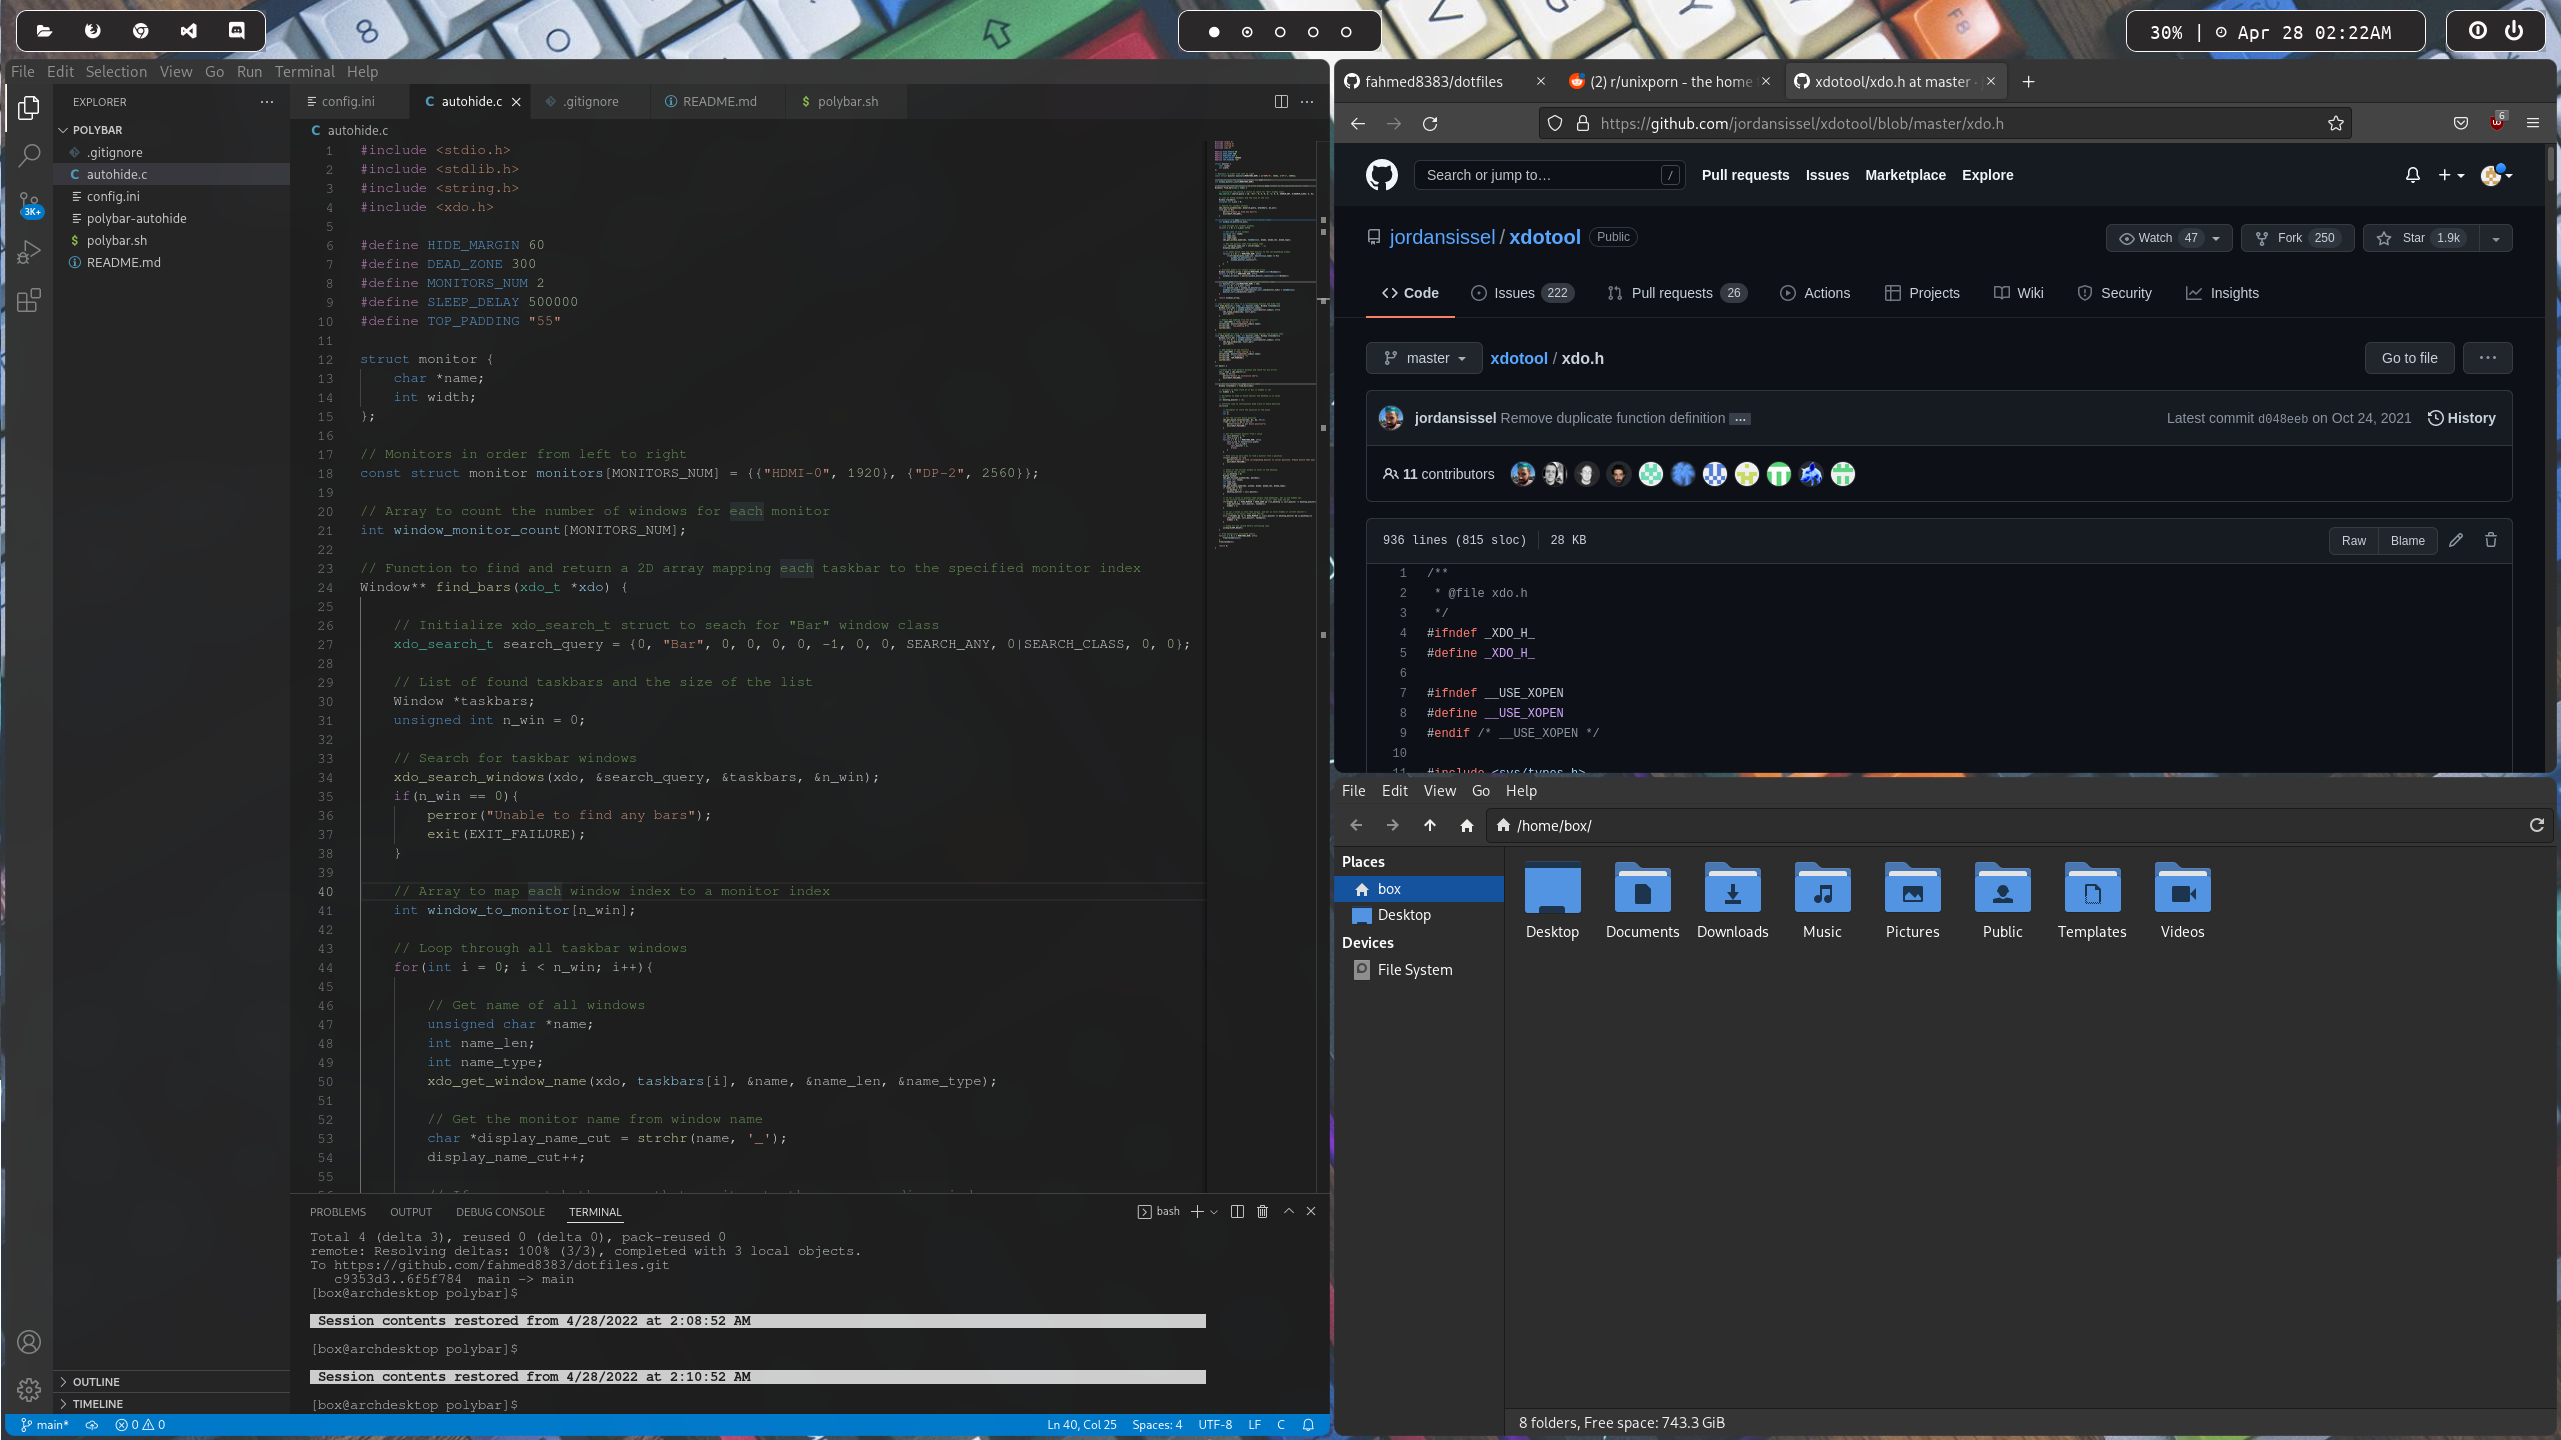 30% | Apr 28 02:22AM
File Edit Selection View Go Run Terminal Help
EXPLORER
POLYBAR
.gitignore
autohide.c
config.ini
polybar-autohide
polybar.sh
README.md
3K+
OUTLINE
TIMELINE
config.ini
C autohide.c
.gitignore
README.md
$ polybar.sh
C autohide.c
1 #include <stdio.h>
2 #include <stdlib.h>
3 #include <string.h>
4 #include <xdo.h>
5
6 #define HIDE_MARGIN 60
7 #define DEAD_ZONE 300
8 #define MONITORS_NUM 2
9 #define SLEEP_DELAY 500000
10 #define TOP_PADDING "55"
11
12 struct monitor {
13 char *name;
14 int width;
15 };
16
17 // Monitors in order from left to right
18 const struct monitor monitors[MONITORS_NUM] = {{"HDMI-0", 1920}, {"DP-2", 2560}};
19
20 // Array to count the number of windows for each monitor
21 int window_monitor_count[MONITORS_NUM];
22
23 // Function to find and return a 2D array mapping each taskbar to the specified monitor index
24 Window** find_bars(xdo_t *xdo) {
25
26 // Initialize xdo_search_t struct to seach for "Bar" window class
27 xdo_search_t search_query = {0, "Bar", 0, 0, 0, 0, -1, 0, 0, SEARCH_ANY, 0|SEARCH_CLASS, 0, 0};
28
29 // List of found taskbars and the size of the list
30 Window *taskbars;
31 unsigned int n_win = 0;
32
33 // Search for taskbar windows
34 xdo_search_windows(xdo, &search_query, &taskbars, &n_win);
35 if(n_win == 0){
36 perror("Unable to find any bars");
37 exit(EXIT_FAILURE);
38 }
39
40 // Array to map each window index to a monitor index
41 int window_to_monitor[n_win];
42
43 // Loop through all taskbar windows
44 for(int i = 0; i < n_win; i++){
45
46 // Get name of all windows
47 unsigned char *name;
48 int name_len;
49 int name_type;
50 xdo_get_window_name(xdo, taskbars[i], &name, &name_len, &name_type);
51
52 // Get the monitor name from window name
53 char *display_name_cut = strchr(name, '_');
54 display_name_cut++;
55
PROBLEMS OUTPUT DEBUG CONSOLE TERMINAL
bash
Total 4 (delta 3), reused 0 (delta 0), pack-reused 0
remote: Resolving deltas: 100% (3/3), completed with 3 local objects.
To https://github.com/fahmed8383/dotfiles.git
c9353d3..6f5f784 main -> main
[box@archdesktop polybar]$
Session contents restored from 4/28/2022 at 2:08:52 AM
[box@archdesktop polybar]$
Session contents restored from 4/28/2022 at 2:10:52 AM
[box@archdesktop polybar]$
main* 0 0
Ln 40, Col 25 Spaces: 4 UTF-8 LF C
fahmed8383/dotfiles
(2) r/unixporn - the home
xdotool/xdo.h at master ·
https://github.com/jordansissel/xdotool/blob/master/xdo.h
6
Search or jump to… /
Pull requests Issues Marketplace Explore
jordansissel / xdotool Public
Watch 47
Fork 250
Star 1.9k
Code
Issues 222
Pull requests 26
Actions
Projects
Wiki
Security
Insights
master
xdotool / xdo.h
Go to file
jordansissel Remove duplicate function definition …
Latest commit d048eeb on Oct 24, 2021
History
11 contributors
936 lines (815 sloc) 28 KB
Raw Blame
1 /**
2 * @file xdo.h
3 */
4 #ifndef _XDO_H_
5 #define _XDO_H_
6
7 #ifndef __USE_XOPEN
8 #define __USE_XOPEN
9 #endif /* __USE_XOPEN */
10
11 #include <sys/types.h>
File Edit View Go Help
/home/box/
Places
box
Desktop
Devices
File System
Desktop Documents Downloads Music Pictures Public Templates Videos
8 folders, Free space: 743.3 GiB